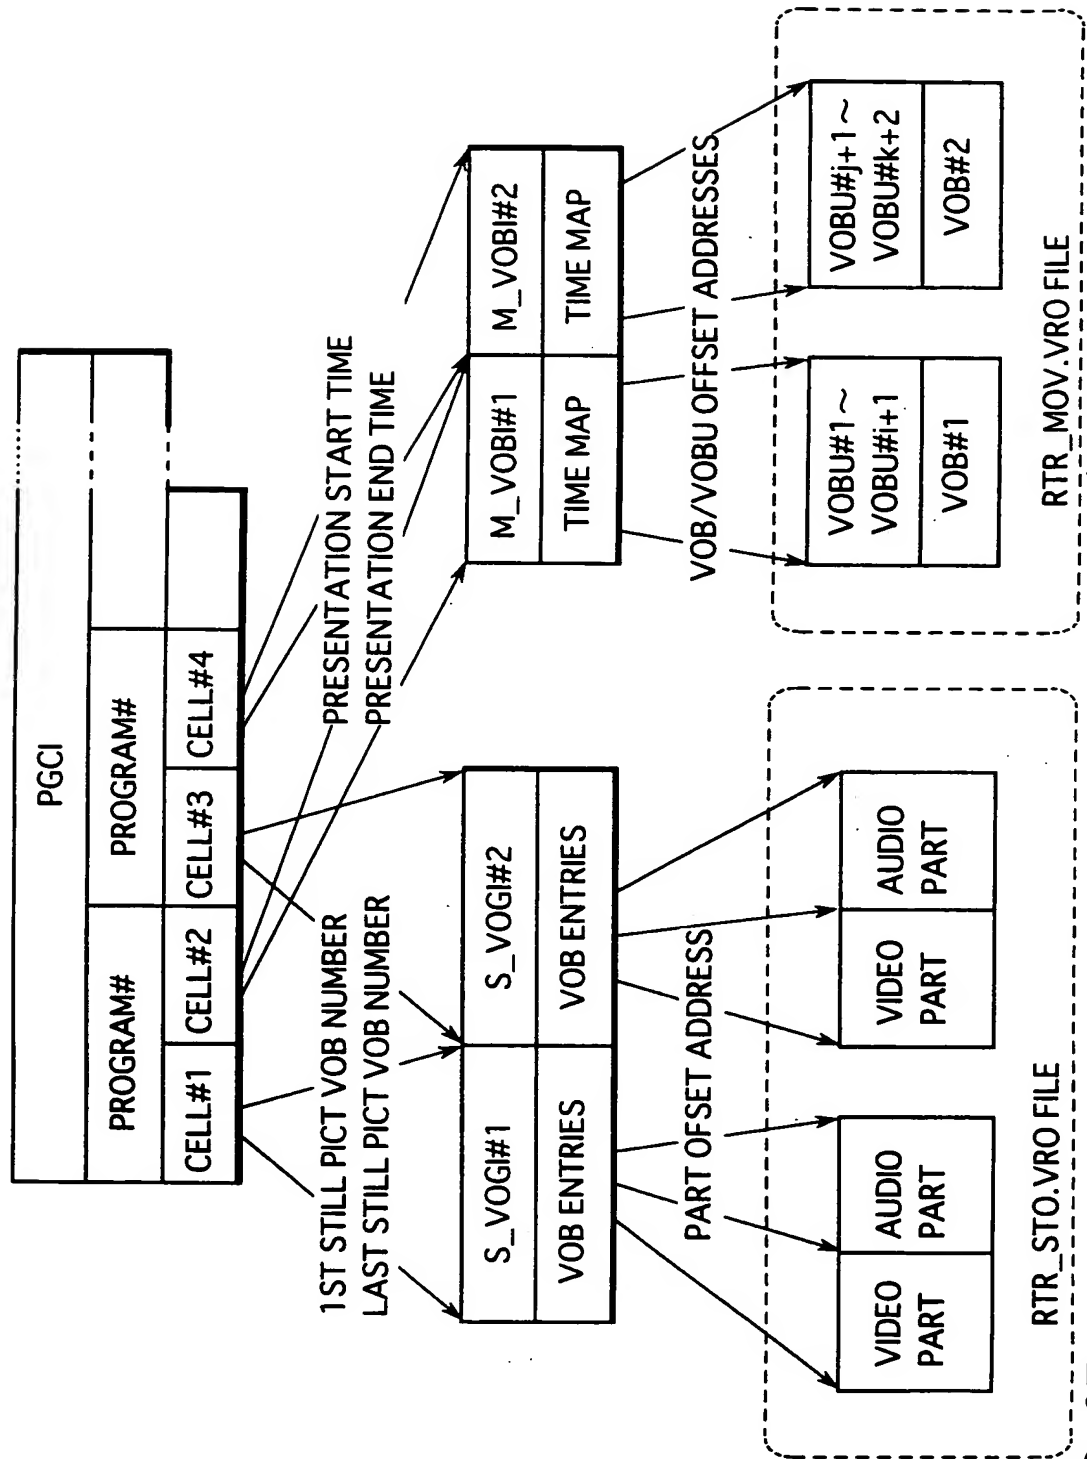 PGCI
PROGRAM#
PROGRAM#
CELL#1
CELL#2
CELL#3
CELL#4
1ST STILL PICT VOB NUMBER
LAST STILL PICT VOB NUMBER
PRESENTATION START TIME
PRESENTATION END TIME
S_VOGI#1
S_VOGI#2
VOB ENTRIES
VOB ENTRIES
M_VOBI#1
M_VOBI#2
TIME MAP
TIME MAP
PART OFSET ADDRESS
VOB/VOBU OFFSET ADDRESSES
VIDEO
PART
AUDIO
PART
VIDEO
PART
AUDIO
PART
RTR_STO.VRO FILE
VOBU#1~
VOBU#i+1
VOB#1
VOBU#j+1~
VOBU#k+2
VOB#2
RTR_MOV.VRO FILE